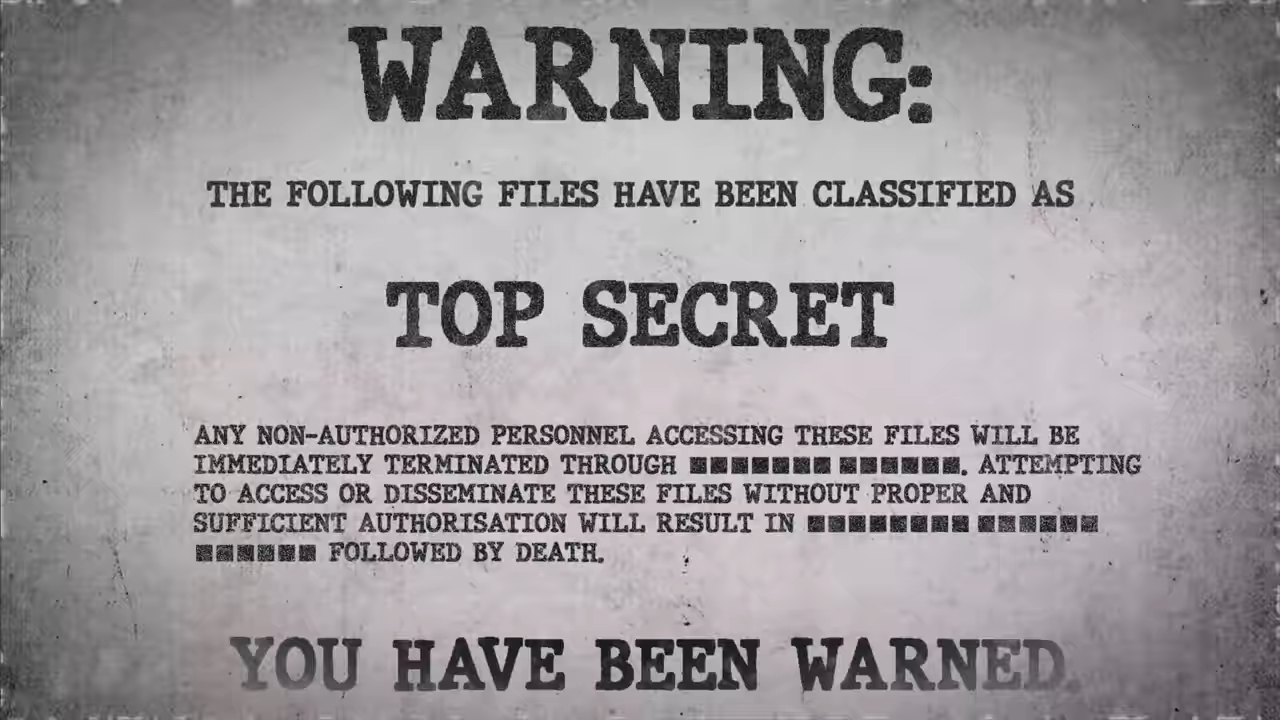 WARNING:
THE FOLLOWING FILES HAVE BEEN CLASSIFIED AS
TOP SECRET
ANY NON-AUTHORIZED PERSONNEL ACCESSING THESE FILES WILL BE
IMMEDIATELY TERMINATED THROUGH ■■■■■■■ ■■■■■■. ATTEMPTING
TO ACCESS OR DISSEMINATE THESE FILES WITHOUT PROPER AND
SUFFICIENT AUTHORISATION WILL RESULT IN ■■■■■■■■ ■■■■■■
■■■■■■ FOLLOWED BY DEATH.
YOU HAVE BEEN WARNED.